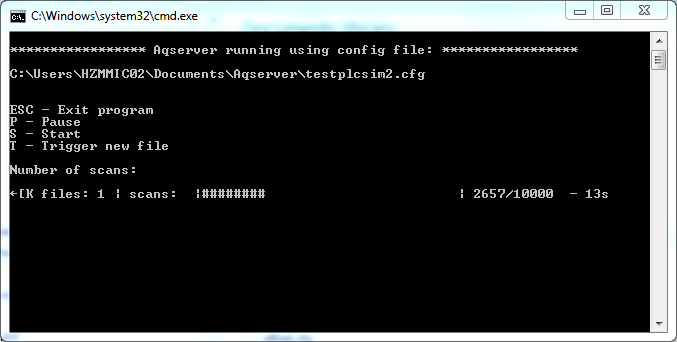 C:\Windows\system32\cmd.exe
***************** Aqserver running using config file: *****************
C:\Users\HZMMIC02\Documents\Aqserver\testplcsim2.cfg
ESC - Exit program
P - Pause
S - Start
T - Trigger new file
Number of scans:
←[K files: 1 ¦ scans:  ¦######## ¦ 2657/10000 - 13s